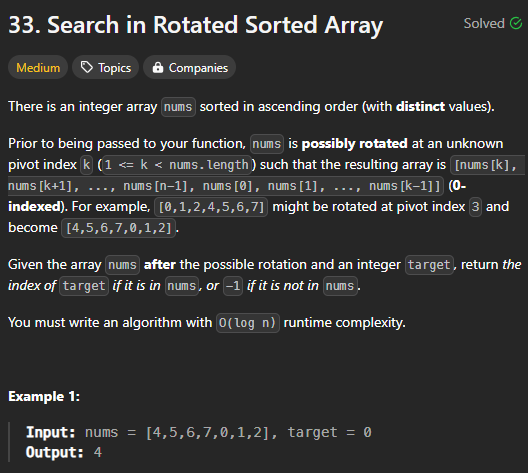 33. Search in Rotated Sorted Array
Solved
Medium Topics Companies
There is an integer array nums sorted in ascending order (with distinct values).
Prior to being passed to your function, nums is possibly rotated at an unknown
pivot index k (1 <= k < nums.length) such that the resulting array is [nums[k],
nums[k+1], ..., nums[n-1], nums[0], nums[1], ..., nums[k-1]] (0-
indexed). For example, [0,1,2,4,5,6,7] might be rotated at pivot index 3 and
become [4,5,6,7,0,1,2].
Given the array nums after the possible rotation and an integer target, return the
index of target if it is in nums, or -1 if it is not in nums.
You must write an algorithm with O(log n) runtime complexity.
Example 1:
Input: nums = [4,5,6,7,0,1,2], target = 0
Output: 4